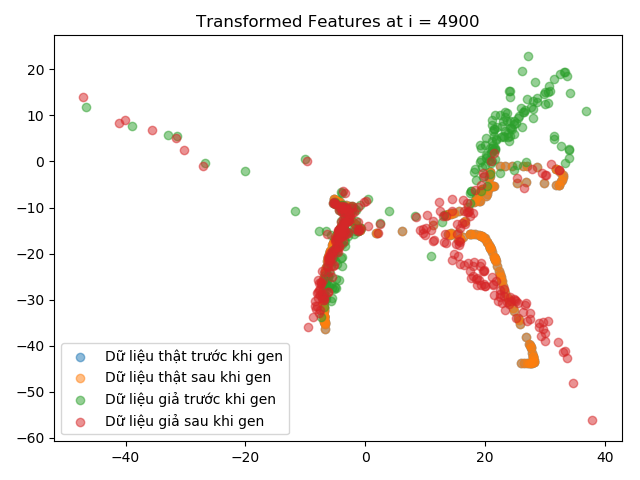 Transformed Features at i = 4900
20
10
0
−10
−20
−30
−40
−50
−60
Dữ liệu thật trước khi gen
Dữ liệu thật sau khi gen
Dữ liệu giả trước khi gen
Dữ liệu giả sau khi gen
−40 −20 0 20 40